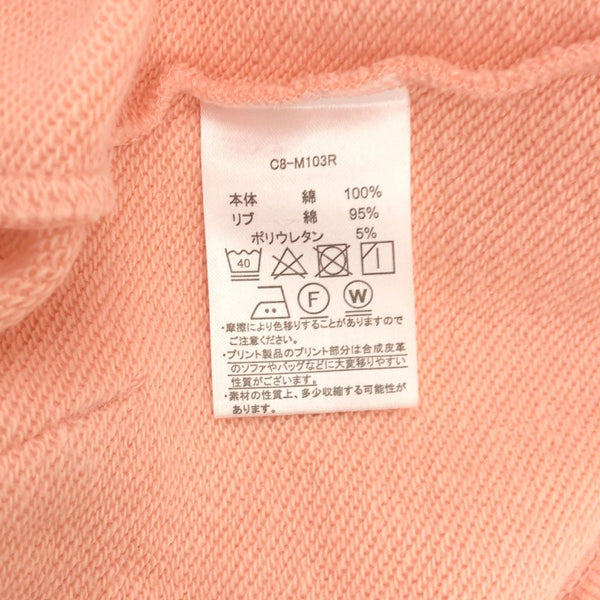 C8-M103R
本体 綿 100%
リブ 綿 95%
ポリウレタン 5%
40
F W
・摩擦により色移りすることがありますので
ご注意ください。
・プリント製品のプリント部分は合成皮革
のソファやバッグなどに大変移りやすい
性質がございます。
・素材の性質上、多少収縮する可能性が
あります。